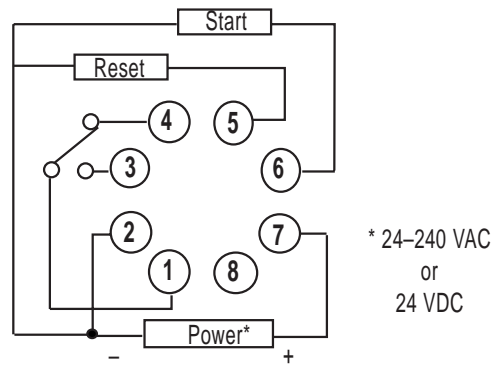 Start
Reset
4
5
3
6
2
7
* 24–240 VAC
1
8
or
24 VDC
Power*
–
+